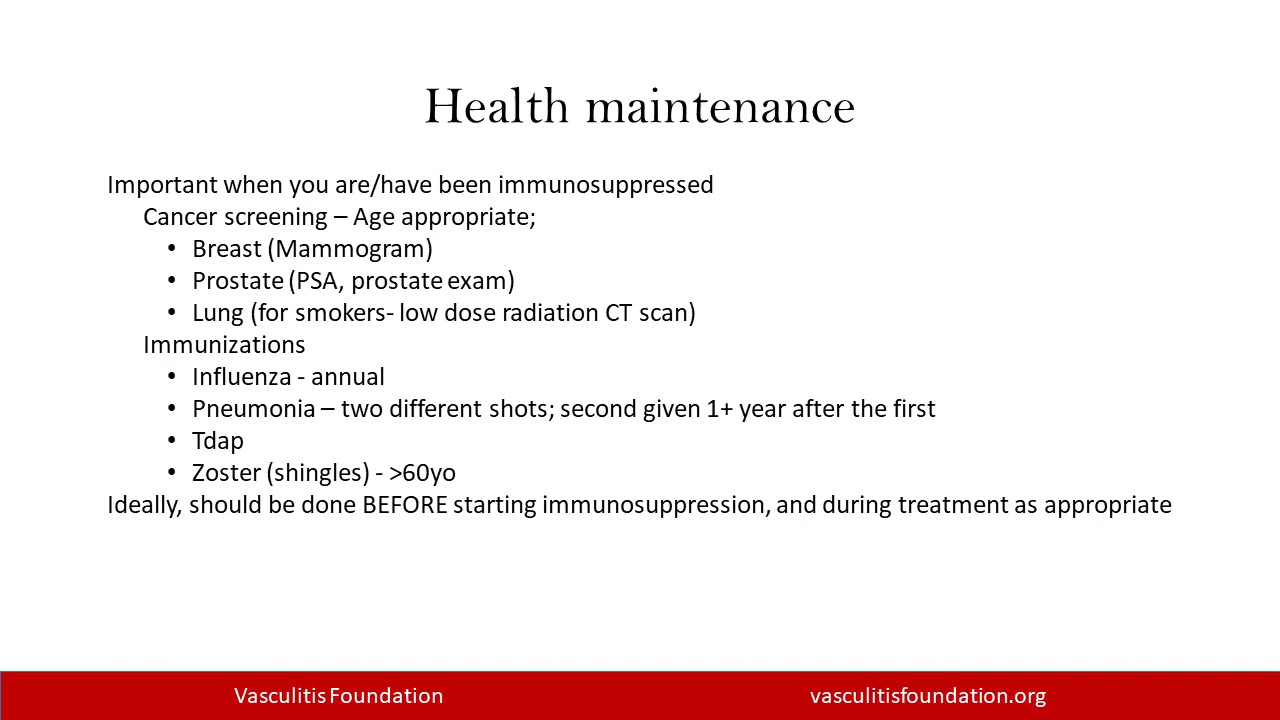 Health maintenance
Important when you are/have been immunosuppressed
Cancer screening – Age appropriate;
• Breast (Mammogram)
• Prostate (PSA, prostate exam)
• Lung (for smokers- low dose radiation CT scan)
Immunizations
• Influenza - annual
• Pneumonia – two different shots; second given 1+ year after the first
• Tdap
• Zoster (shingles) - >60yo
Ideally, should be done BEFORE starting immunosuppression, and during treatment as appropriate
Vasculitis Foundation
vasculitisfoundation.org